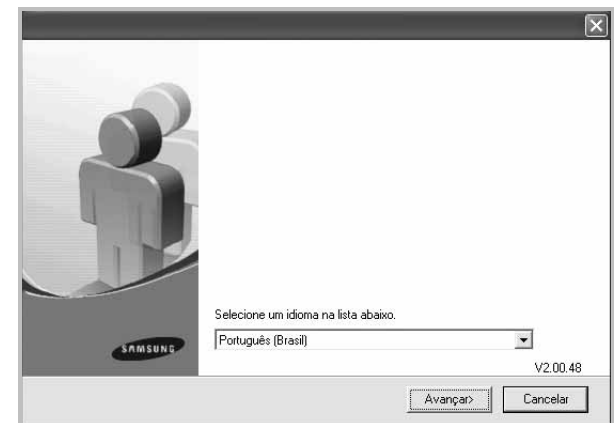 Selecione um idioma na lista abaixo.
Português (Brasil)
SAMSUNG
V2.00.48
Avançar>
Cancelar